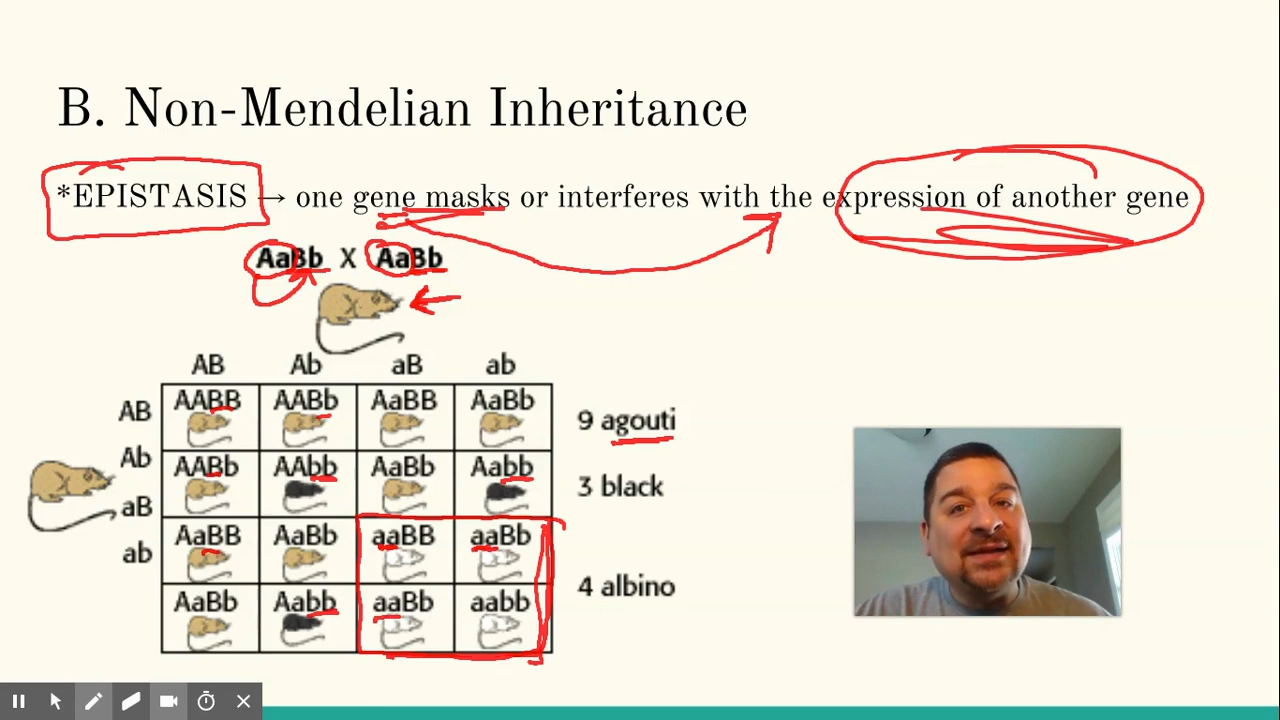 B. Non-Mendelian Inheritance
*EPISTASIS → one gene masks or interferes with the expression of another gene
AaBb X AaBb
AB Ab aB ab
AB AABB AABb AaBB AaBb 9 agouti
Ab AABb AAbb AaBb Aabb 3 black
aB AaBB AaBb aaBB aaBb
ab AaBb Aabb aaBb aabb 4 albino